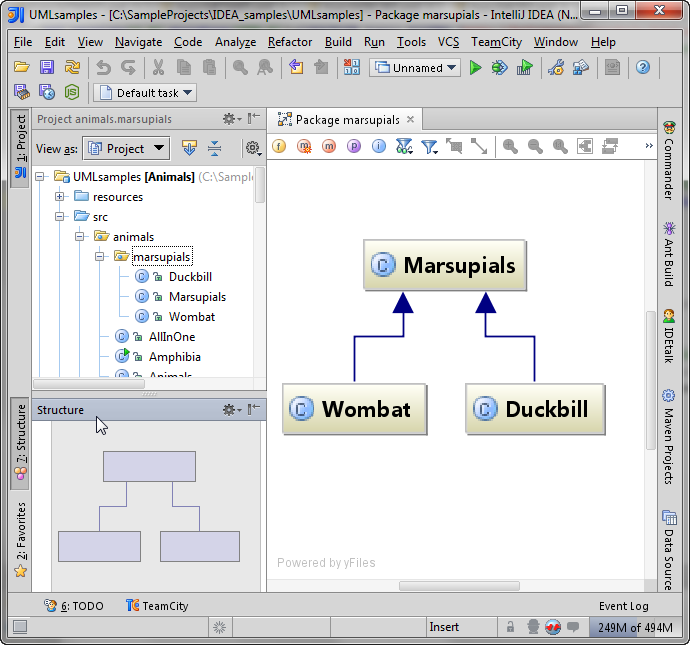 UMLsamples - [C:\SampleProjects\IDEA_samples\UMLsamples] - Package marsupials - IntelliJ IDEA (N...
File Edit View Navigate Code Analyze Refactor Build Run Tools VCS TeamCity Window Help
Unnamed
Default task
1: Project
Project animals.marsupials
View as: Project
UMLsamples [Animals] (C:\Sampl
resources
src
animals
marsupials
Duckbill
Marsupials
Wombat
AllInOne
Amphibia
Animals
7: Structure
Structure
2: Favorites
Package marsupials
f m m p i
C Marsupials
C Wombat
C Duckbill
Powered by yFiles
Commander
Ant Build
IDEtalk
Maven Projects
Data Source
6: TODO TeamCity Event Log
Insert 249M of 494M